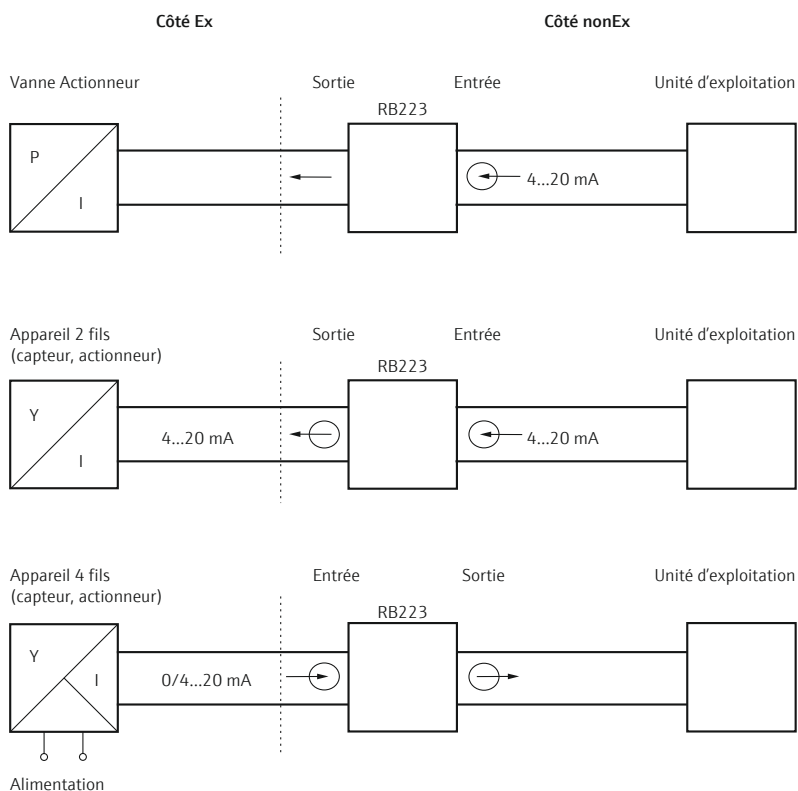 Côté Ex
Côté nonEx
Vanne Actionneur
Sortie
Entrée
Unité d'exploitation
RB223
P
I
4...20 mA
Appareil 2 fils
(capteur, actionneur)
Sortie
Entrée
Unité d'exploitation
RB223
Y
I
4...20 mA
4...20 mA
Appareil 4 fils
(capteur, actionneur)
Entrée
Sortie
Unité d'exploitation
RB223
Y
I
0/4...20 mA
Alimentation